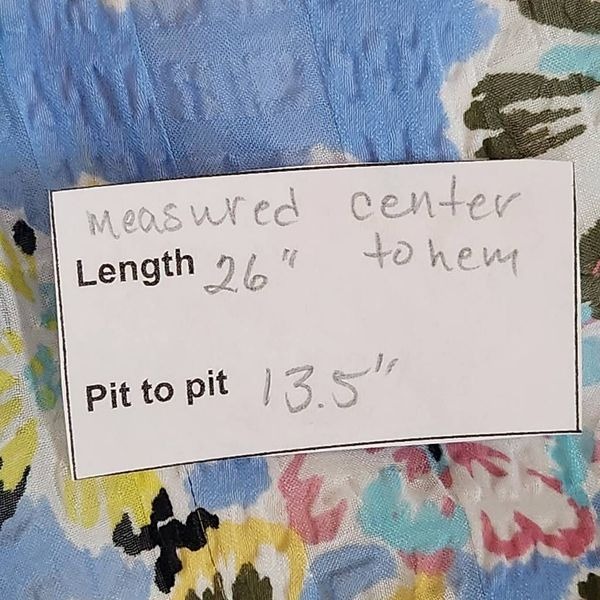 measured center
Length 26" to hem
Pit to pit 13.5"